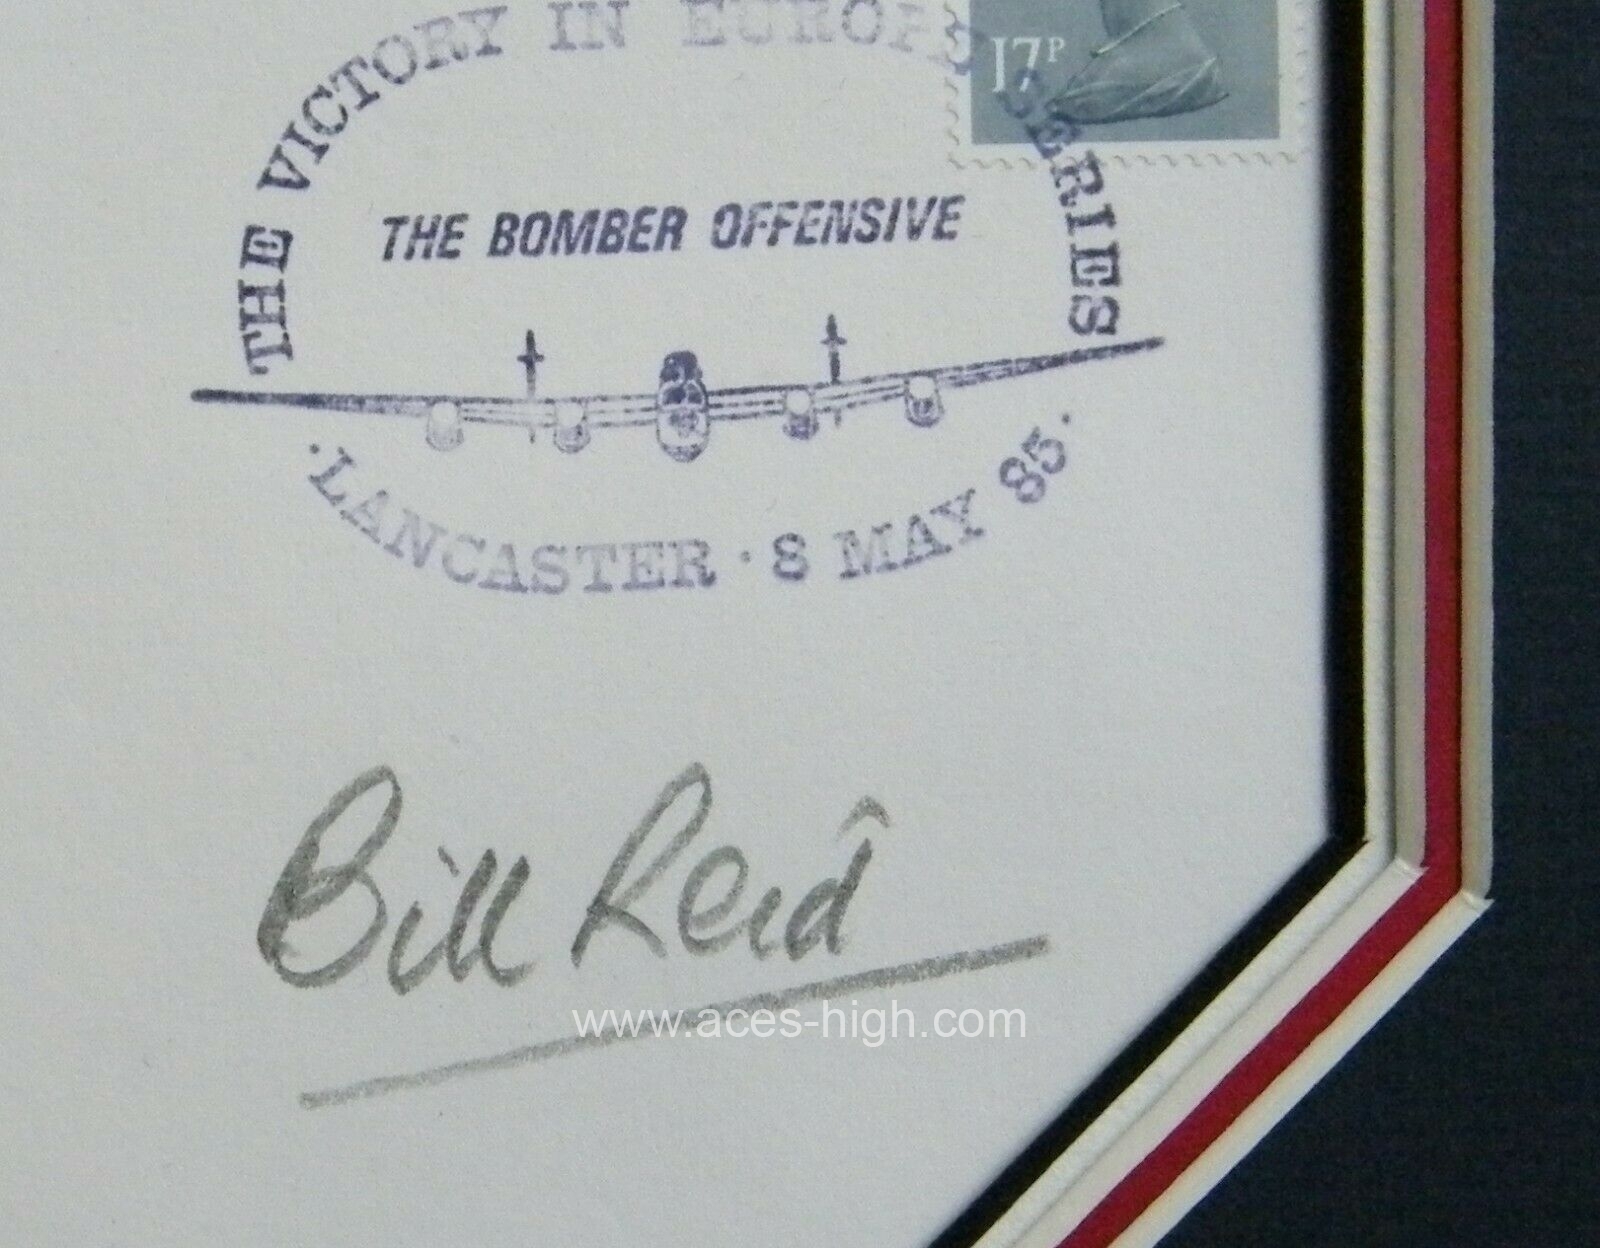 THE VICTORY IN EUROPE SERIES
17P
THE BOMBER OFFENSIVE
·LANCASTER · 8 MAY 85·
Bill Reid
www.aces-high.com